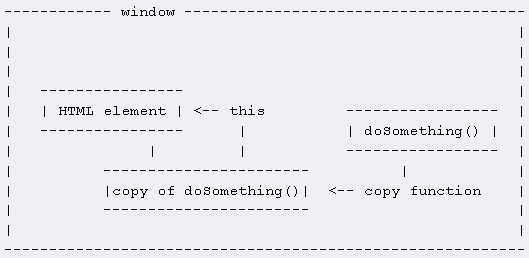 ------------ window --------------------------------------
|                                                        |
|                                                        |
|                                                        |
|   ----------------                                     |
|   | HTML element | <-- this         -----------------  |
|   ----------------      |           | doSomething() |  |
|               |         |           -----------------  |
|          -----------------------          |            |
|          |copy of doSomething()|  <-- copy function    |
|          -----------------------                       |
|                                                        |
----------------------------------------------------------